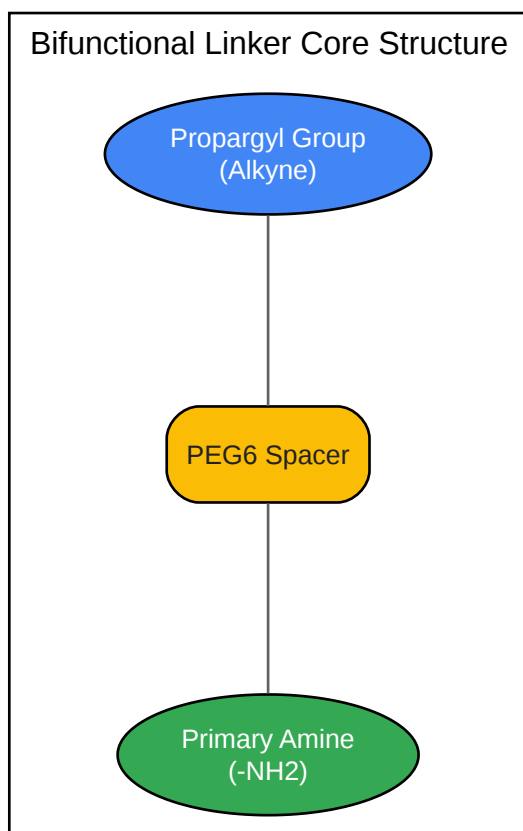 Bifunctional Linker Core Structure
Propargyl Group
(Alkyne)
PEG6 Spacer
Primary Amine
(-NH2)